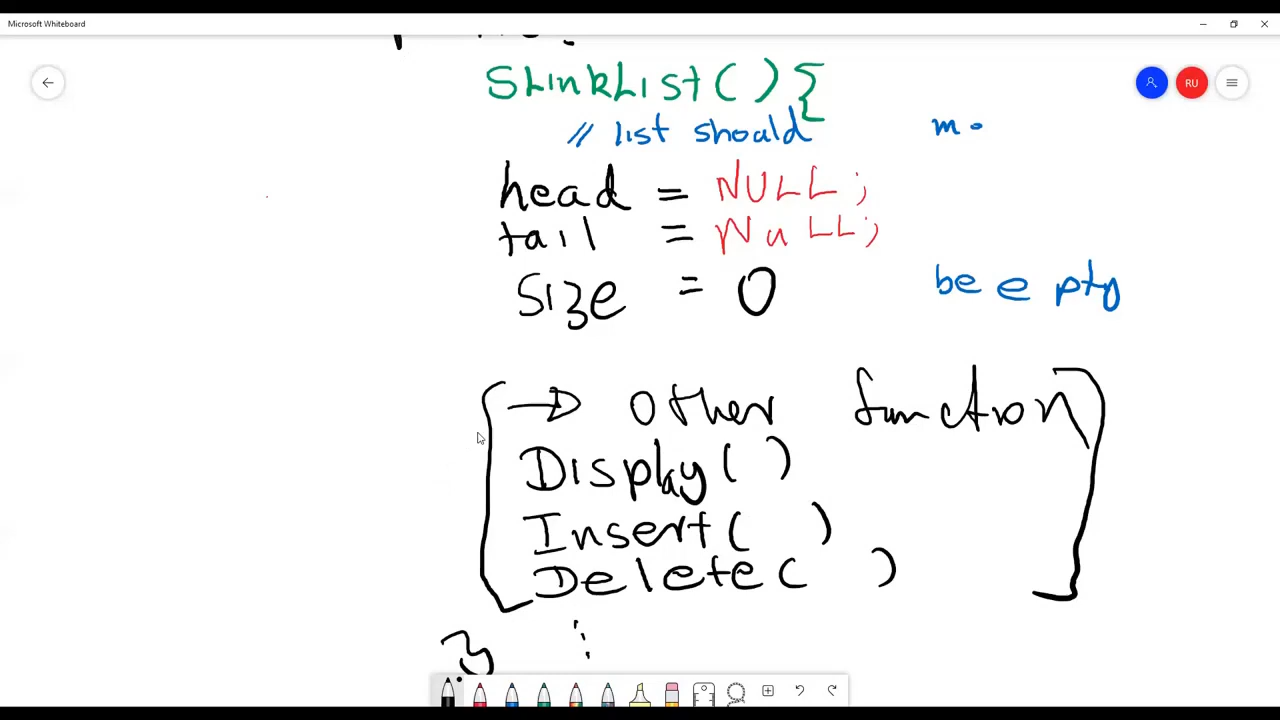 Microsoft Whiteboard
SLinkList(){
RU
// list should m.
head = NULL;
tail = NuLL;
size = 0
be e pty
→ other function
Display( )
Insert( )
Delete( )
}